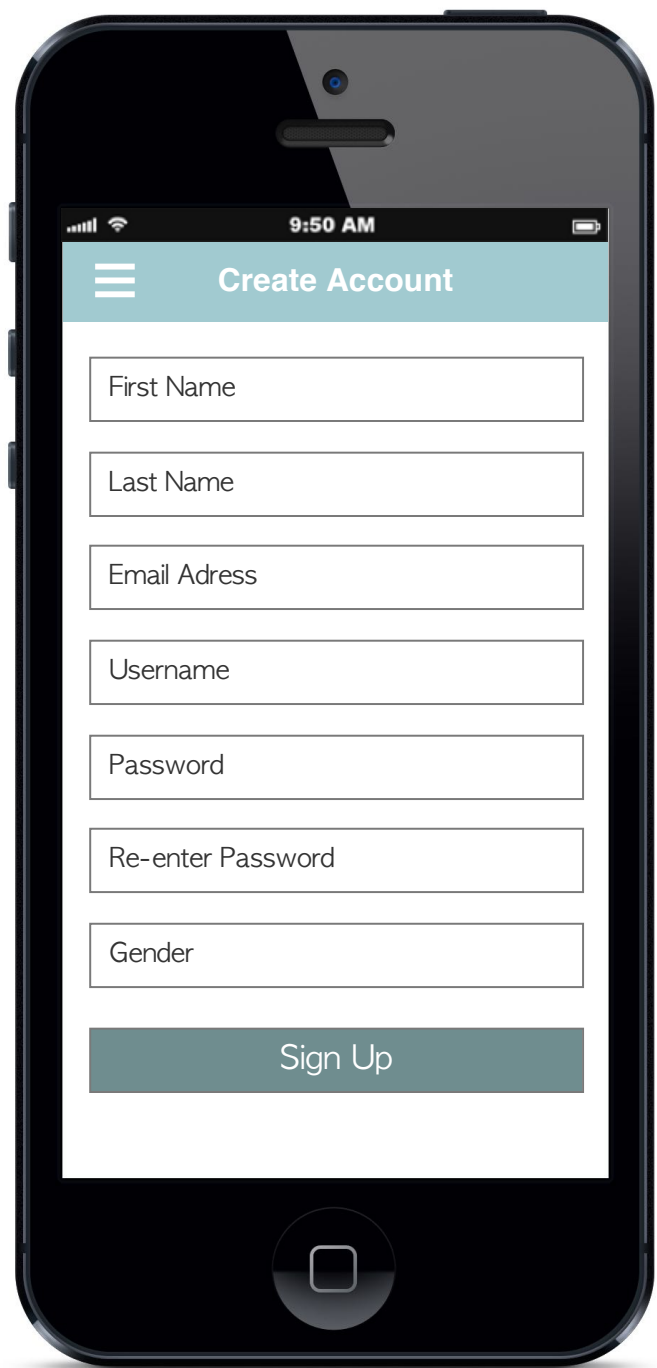 9:50 AM
Create Account
First Name
Last Name
Email Adress
Username
Password
Re-enter Password
Gender
Sign Up